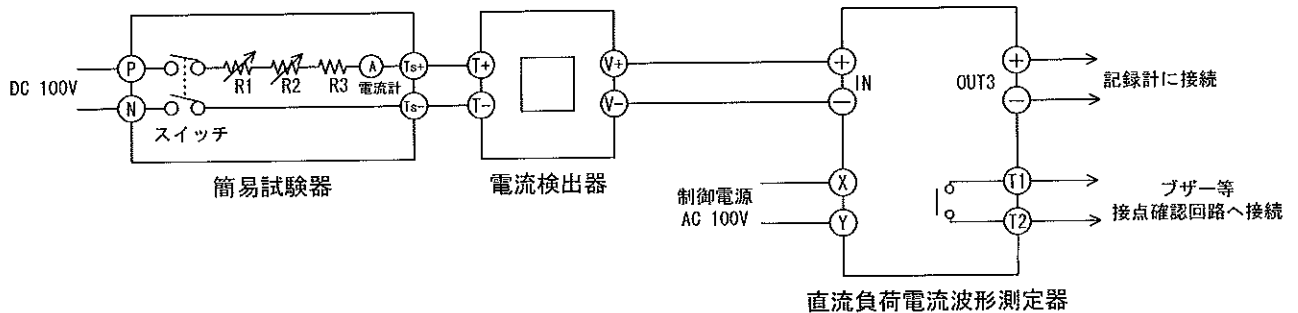 DC 100V
P
N
スイッチ
R1
R2
R3
A
電流計
Ts+
Ts-
簡易試験器
T+
T-
V+
V-
電流検出器
+
-
IN
制御電源
AC 100V
X
Y
OUT3
+
-
T1
T2
直流負荷電流波形測定器
記録計に接続
ブザー等
接点確認回路へ接続